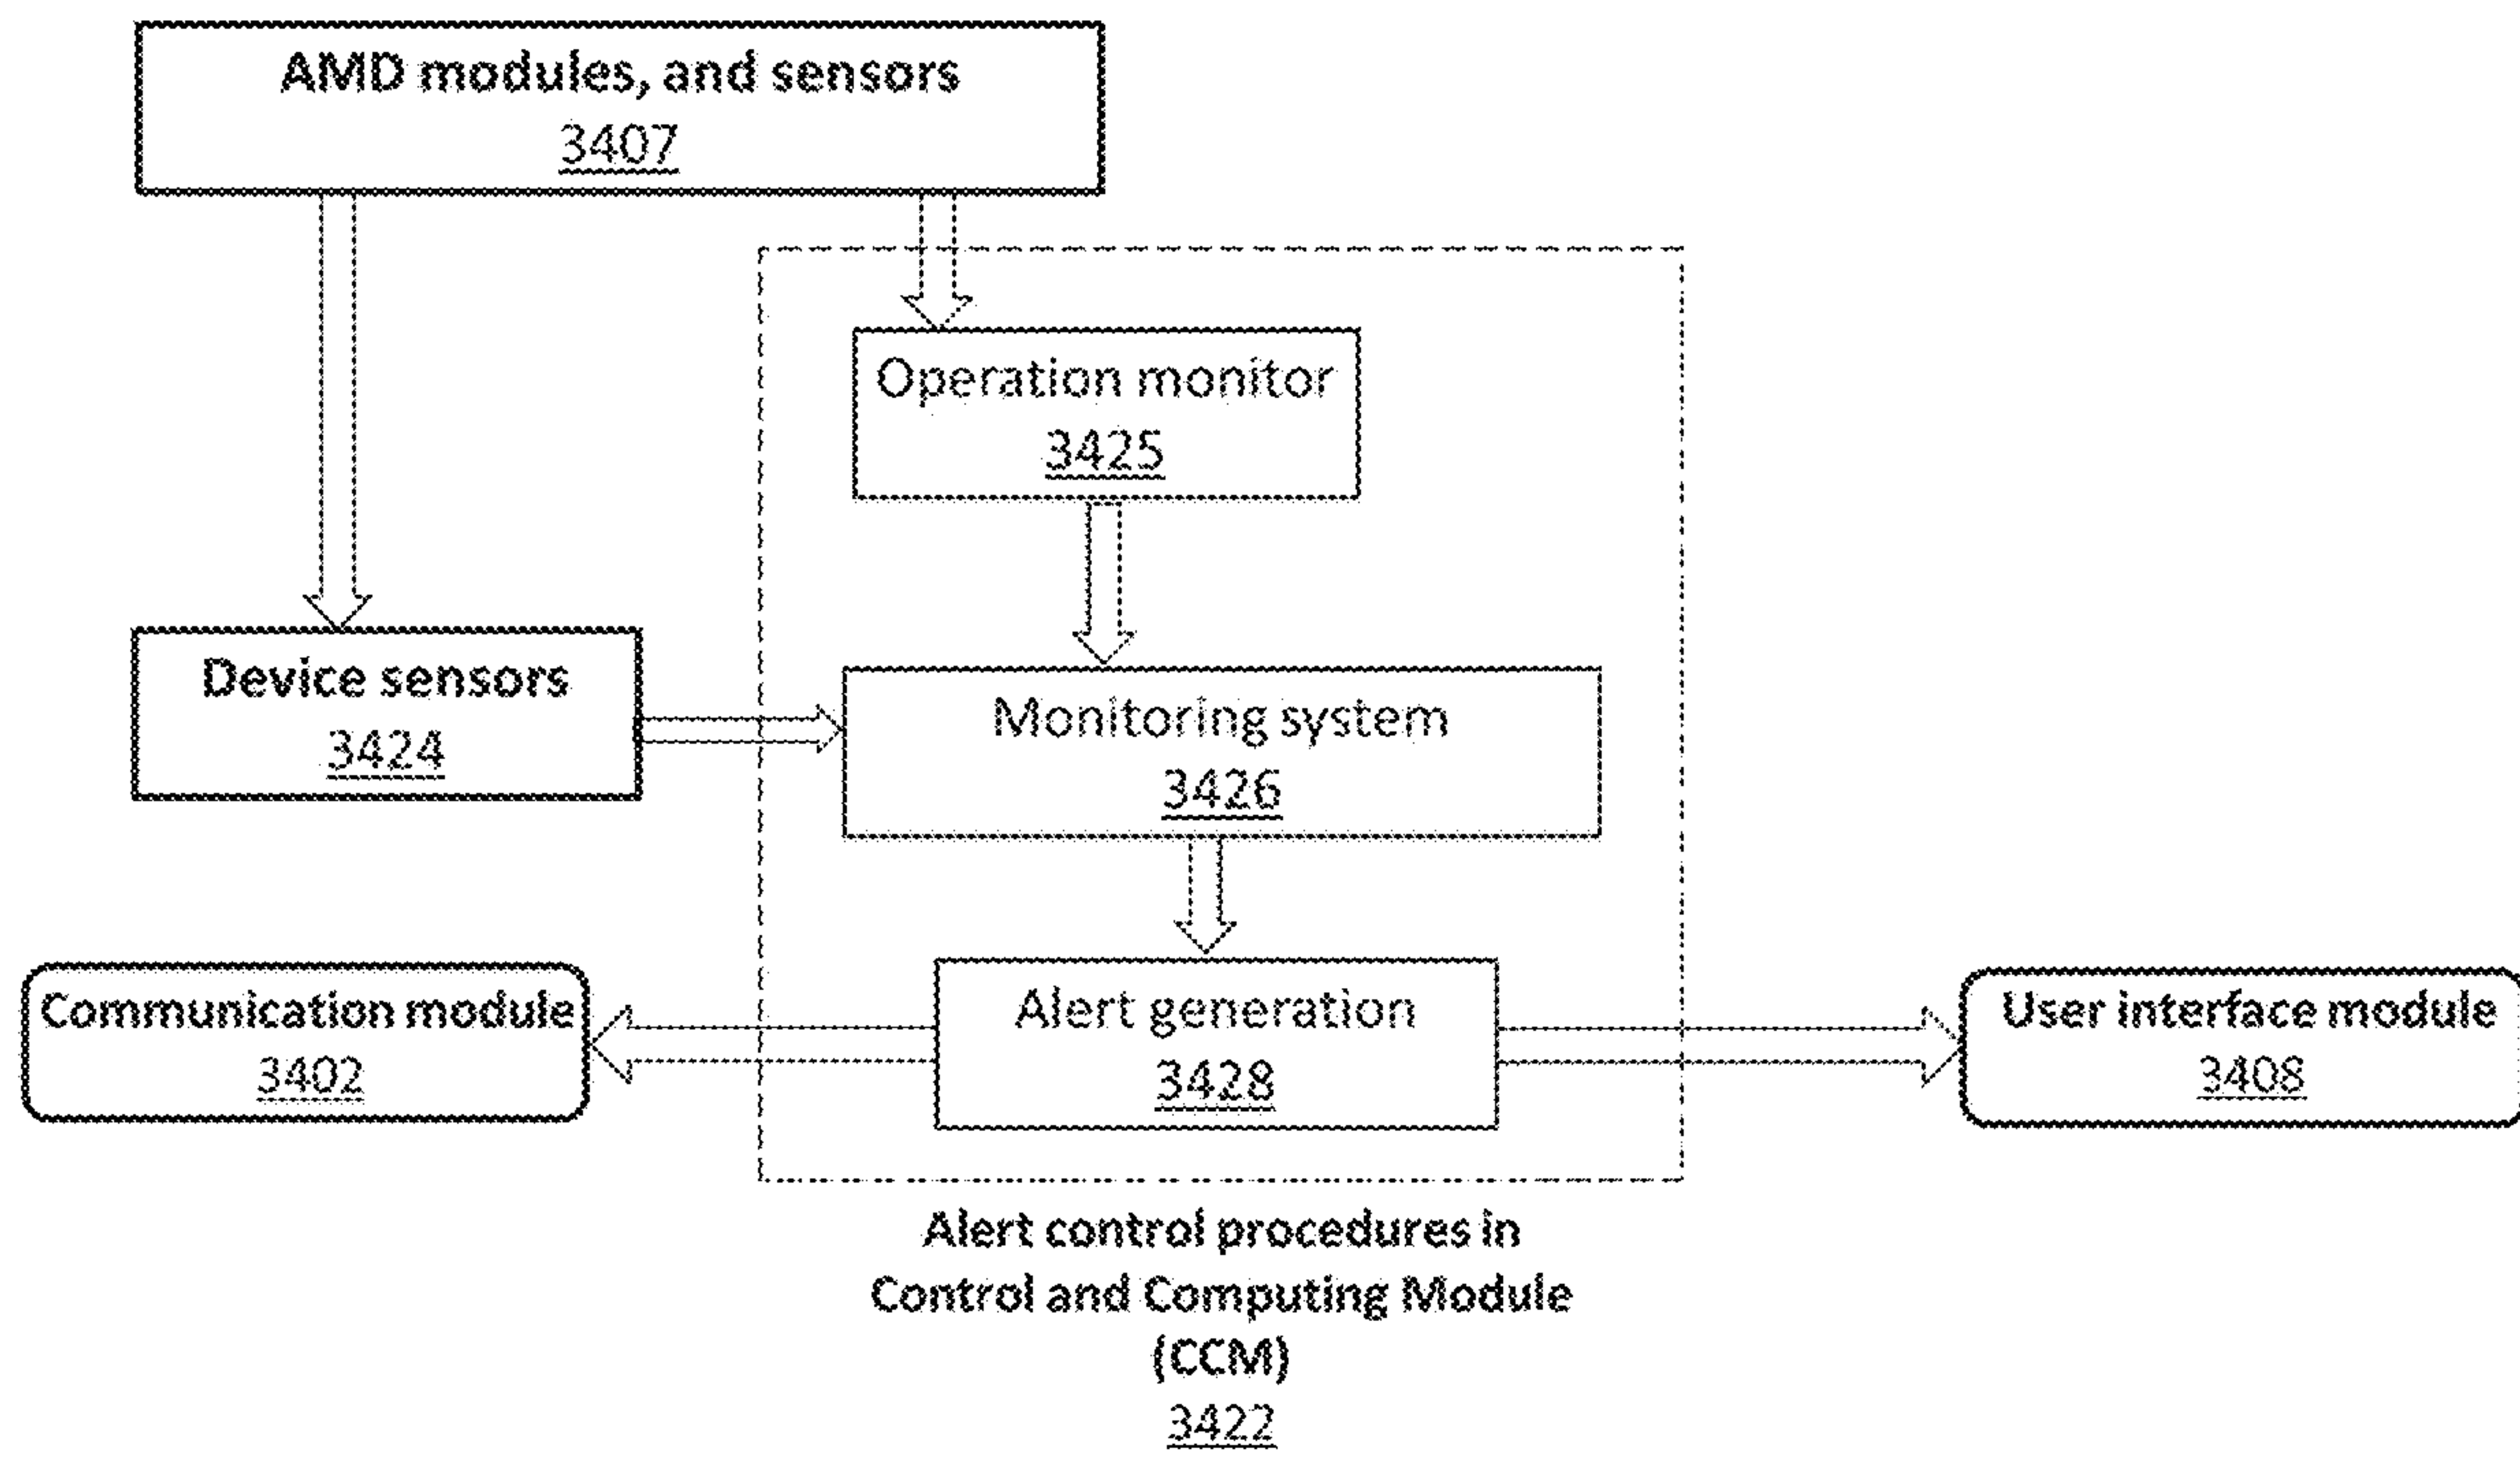 AMD modules, and sensors
3407
Operation monitor
3425
Device sensors
3424
Monitoring system
3426
Communication module
3402
Alert generation
3428
User interface module
3408
Alert control procedures in
Control and Computing Module
(CCM)
3422